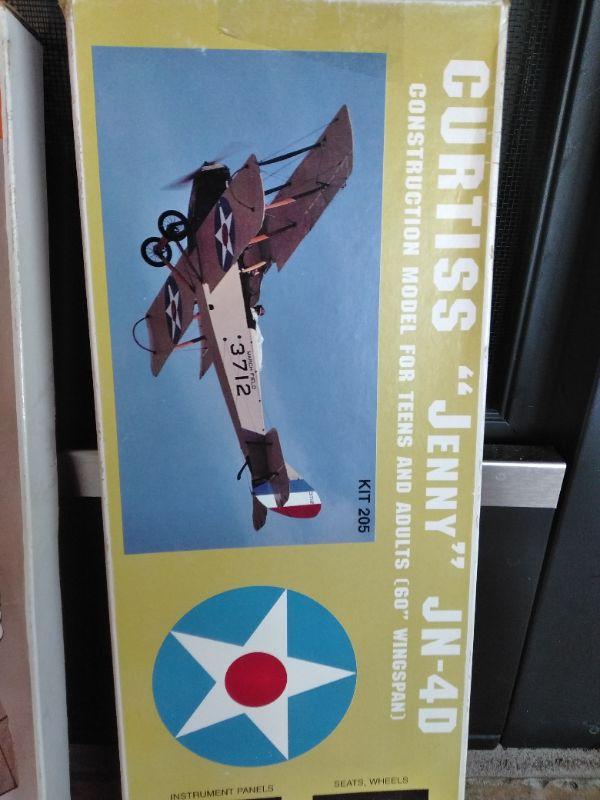 CURTISS "JENNY" JN-4D
CONSTRUCTION MODEL FOR TEENS AND ADULTS (60" WINGSPAN)
KIT 205
3712
INSTRUMENT PANELS
SEATS, WHEELS